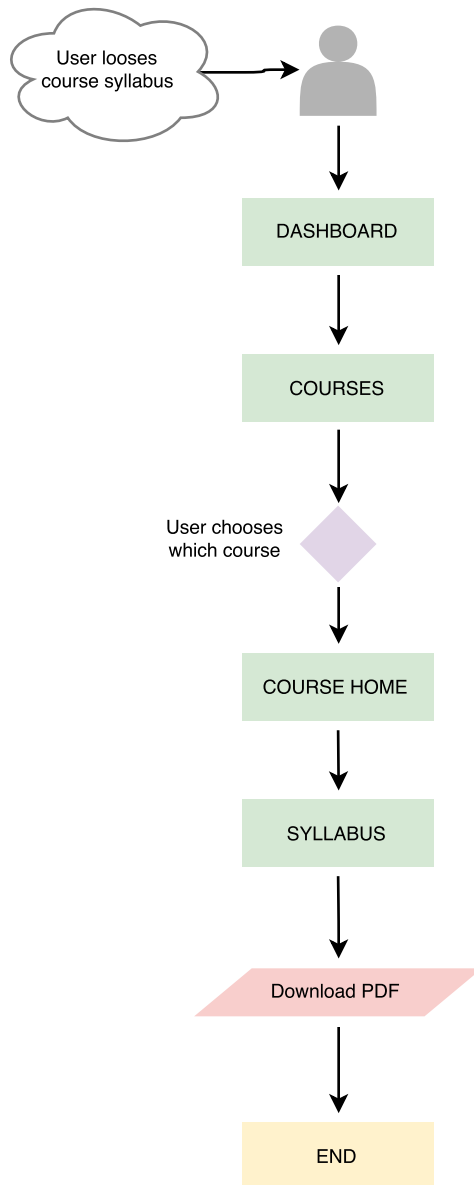 User looses
course syllabus
DASHBOARD
COURSES
User chooses
which course
COURSE HOME
SYLLABUS
Download PDF
END